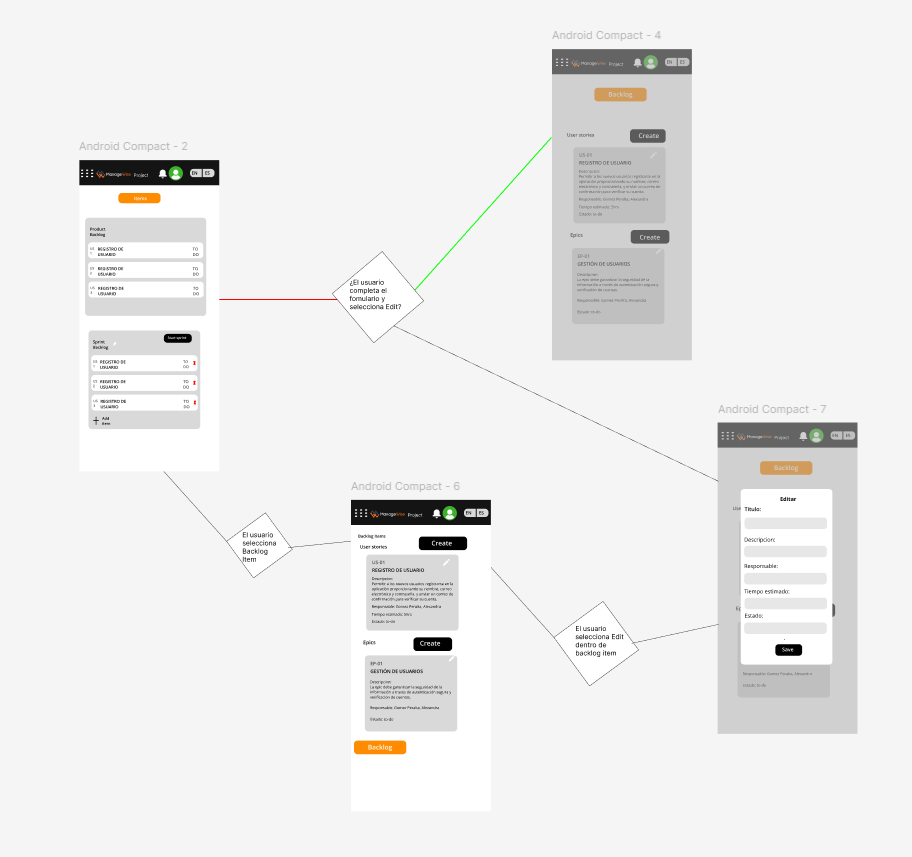 Android Compact - 4
ManageWise Project
EN ES
Backlog
User stories
Create
US-01
REGISTRO DE USUARIO
Descripcion:
Permitir a los nuevos usuarios registrarse en la
aplicación proporcionando su nombre, correo
electrónico y contraseña, y enviar un correo de
confirmación para verificar su cuenta.
Responsable: Gomez Peralta, Alexandra
Tiempo estimado: 5hrs
Estado: to-do
Epics
Create
EP-01
GESTIÓN DE USUARIOS
Descripcion:
La epic debe garantizar la seguridad de la
información a través de autenticación segura y
verificación de cuentas.
Responsable: Gomez Peralta, Alexandra
Estado: to-do
Android Compact - 2
ManageWise Project
EN ES
Items
Product
Backlog
US
1
REGISTRO DE
USUARIO
TO
DO
REGISTRO DE
USUARIO
TO
DO
US
3
REGISTRO DE
USUARIO
TO
DO
Sprint
Backlog
Start sprint
US
1
REGISTRO DE
USUARIO
TO
DO
REGISTRO DE
USUARIO
TO
DO
US
REGISTRO DE
USUARIO
TO
DO
Add
item
¿El usuario
completa el
fomulario y
selecciona Edit?
Android Compact - 7
ManageWise Project
EN ES
Backlog
Editar
Titulo:
Descripcion:
Responsable:
Tiempo estimado:
Estado:
Save
Responsable: Gomez Peralta, Alexandra
Estado: to-do
Android Compact - 6
ManageWise Project
EN ES
Backlog Items
User stories
Create
US-01
REGISTRO DE USUARIO
Descripcion:
Permitir a los nuevos usuarios registrarse en la
aplicación proporcionando su nombre, correo
electrónico y contraseña, y enviar un correo de
confirmación para verificar su cuenta.
Responsable: Gomez Peralta, Alexandra
Tiempo estimado: 5hrs
Estado: to-do
Epics
Create
EP-01
GESTIÓN DE USUARIOS
Descripcion:
La epic debe garantizar la seguridad de la
información a través de autenticación segura y
verificación de cuentas.
Responsable: Gomez Peralta, Alexandra
Estado: to-do
Backlog
El usuario
selecciona
Backlog
Item
El usuario
selecciona Edit
dentro de
backlog item